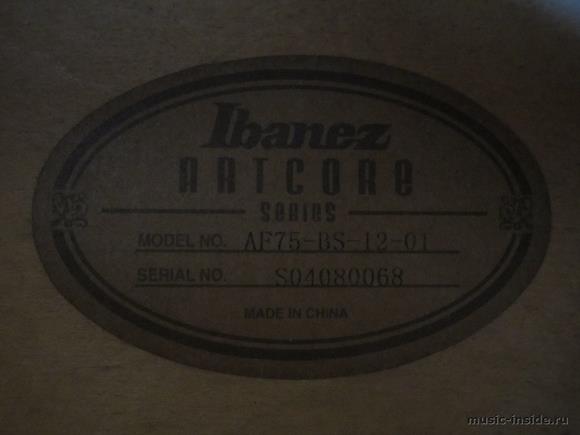 Ibanez
ARTCORE
SERIES
MODEL NO. AF75-BS-12-01
SERIAL NO. S04080068
MADE IN CHINA
music-inside.ru